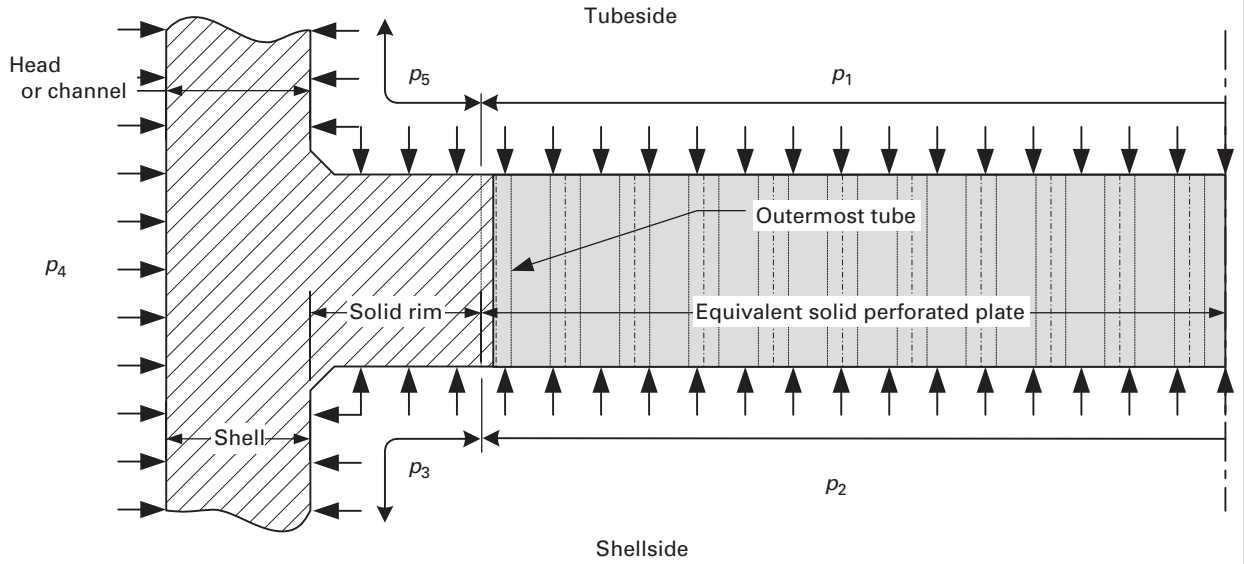 Tubeside
Head
or channel
p5
p1
Outermost tube
p4
Solid rim
Equivalent solid perforated plate
Shell
p3
p2
Shellside